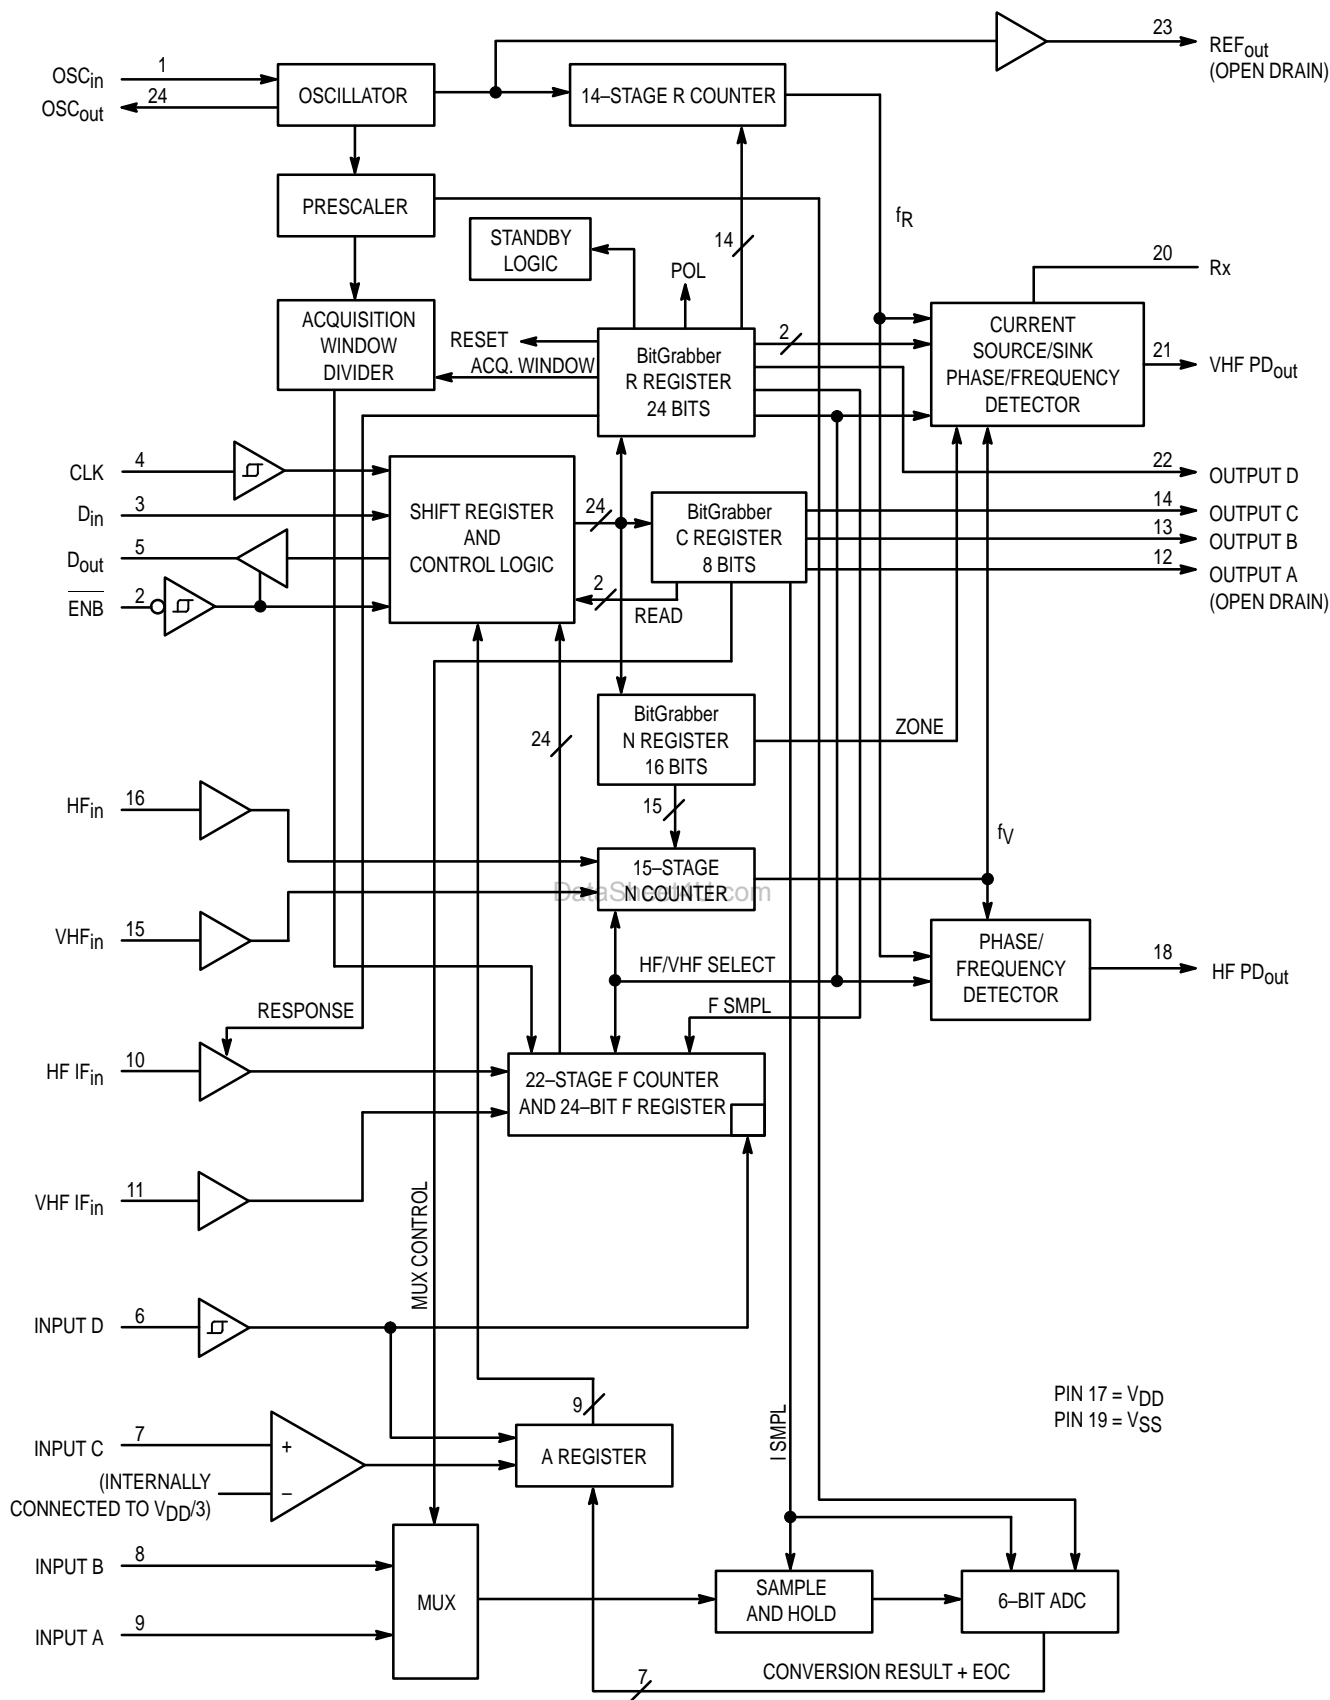 23
REFout
(OPEN DRAIN)
OSCin
1
24
OSCout
OSCILLATOR
14–STAGE R COUNTER
PRESCALER
fR
STANDBY
LOGIC
14
POL
20
Rx
ACQUISITION
WINDOW
DIVIDER
RESET
ACQ. WINDOW
BitGrabber
R REGISTER
24 BITS
2
CURRENT
SOURCE/SINK
PHASE/FREQUENCY
DETECTOR
21
VHF PDout
CLK
4
Din
3
Dout
5
ENB
2
SHIFT REGISTER
AND
CONTROL LOGIC
24
BitGrabber
C REGISTER
8 BITS
2
READ
22
OUTPUT D
14
OUTPUT C
13
OUTPUT B
12
OUTPUT A
(OPEN DRAIN)
BitGrabber
N REGISTER
16 BITS
ZONE
24
15
HFin
16
fV
15–STAGE
N COUNTER
DataSheet4U.com
VHFin
15
HF/VHF SELECT
PHASE/
FREQUENCY
DETECTOR
18
HF PDout
F SMPL
RESPONSE
HF IFin
10
22–STAGE F COUNTER
AND 24–BIT F REGISTER
VHF IFin
11
MUX CONTROL
INPUT D
6
PIN 17 = VDD
PIN 19 = VSS
9
I SMPL
INPUT C
7
+
–
(INTERNALLY
CONNECTED TO VDD/3)
A REGISTER
INPUT B
8
INPUT A
9
MUX
SAMPLE
AND HOLD
6–BIT ADC
7
CONVERSION RESULT + EOC